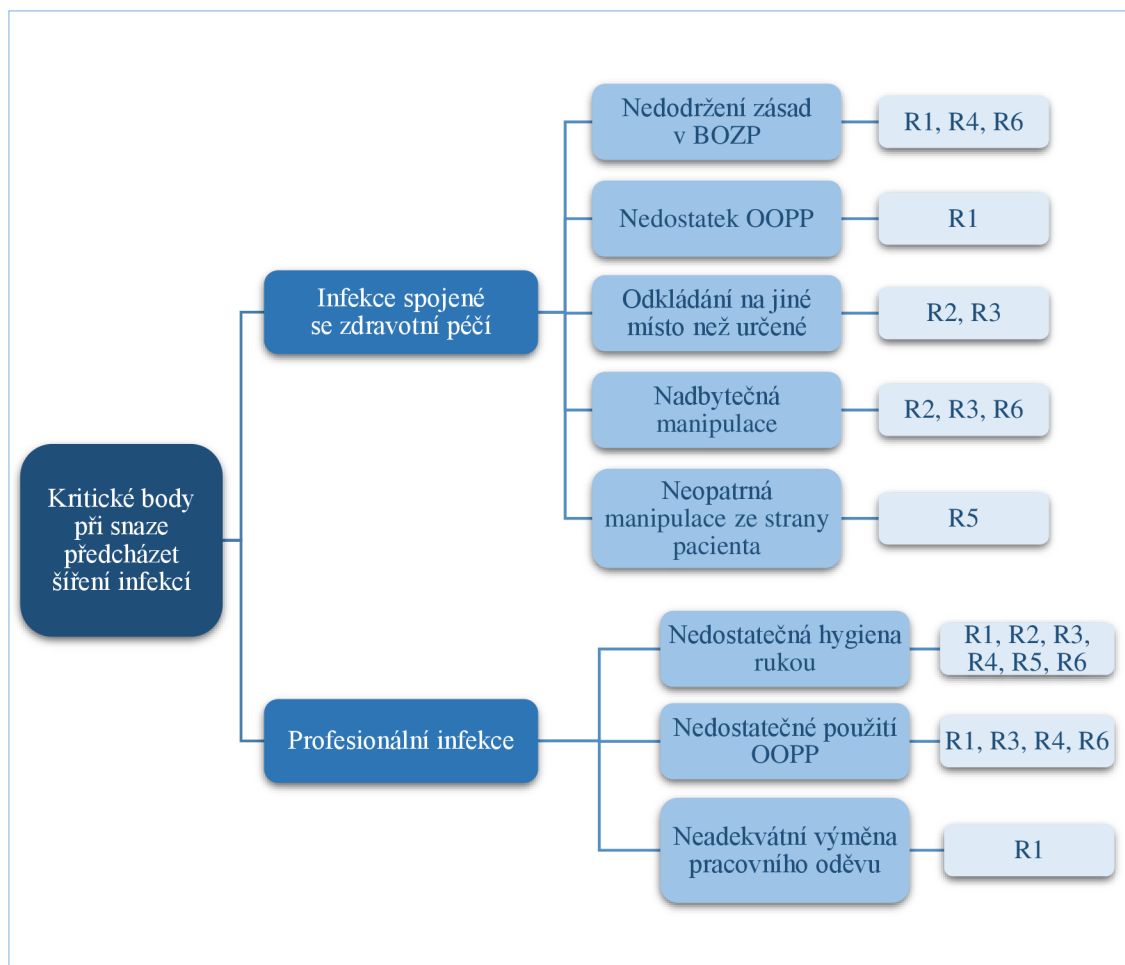 Kritické body
při snaze
předcházet
šíření infekcí
Infekce spojené
se zdravotní péčí
Nedodržení zásad
v BOZP
R1, R4, R6
Nedostatek OOPP
R1
Odkládání na jiné
místo než určené
R2, R3
Nadbytečná
manipulace
R2, R3, R6
Neopatrná
manipulace ze strany
pacienta
R5
Profesionální infekce
Nedostatečná hygiena
rukou
R1, R2, R3,
R4, R5, R6
Nedostatečné použití
OOPP
R1, R3, R4, R6
Neadekvátní výměna
pracovního oděvu
R1